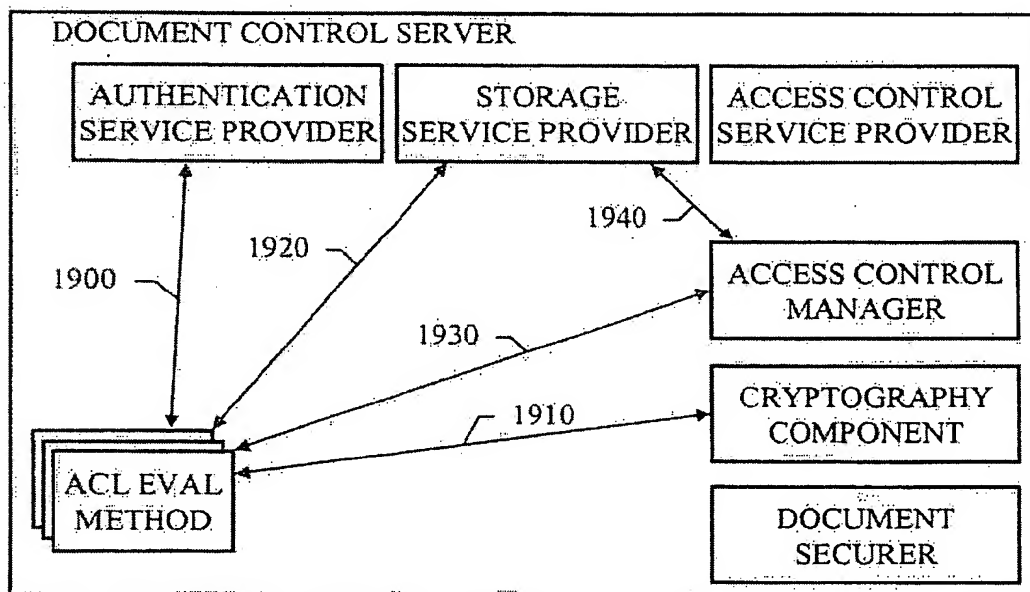 DOCUMENT CONTROL SERVER
AUTHENTICATION
SERVICE PROVIDER
STORAGE
SERVICE PROVIDER
ACCESS CONTROL
SERVICE PROVIDER
1940
1920
1900
ACCESS CONTROL
MANAGER
1930
1910
CRYPTOGRAPHY
COMPONENT
ACL EVAL
METHOD
DOCUMENT
SECURER